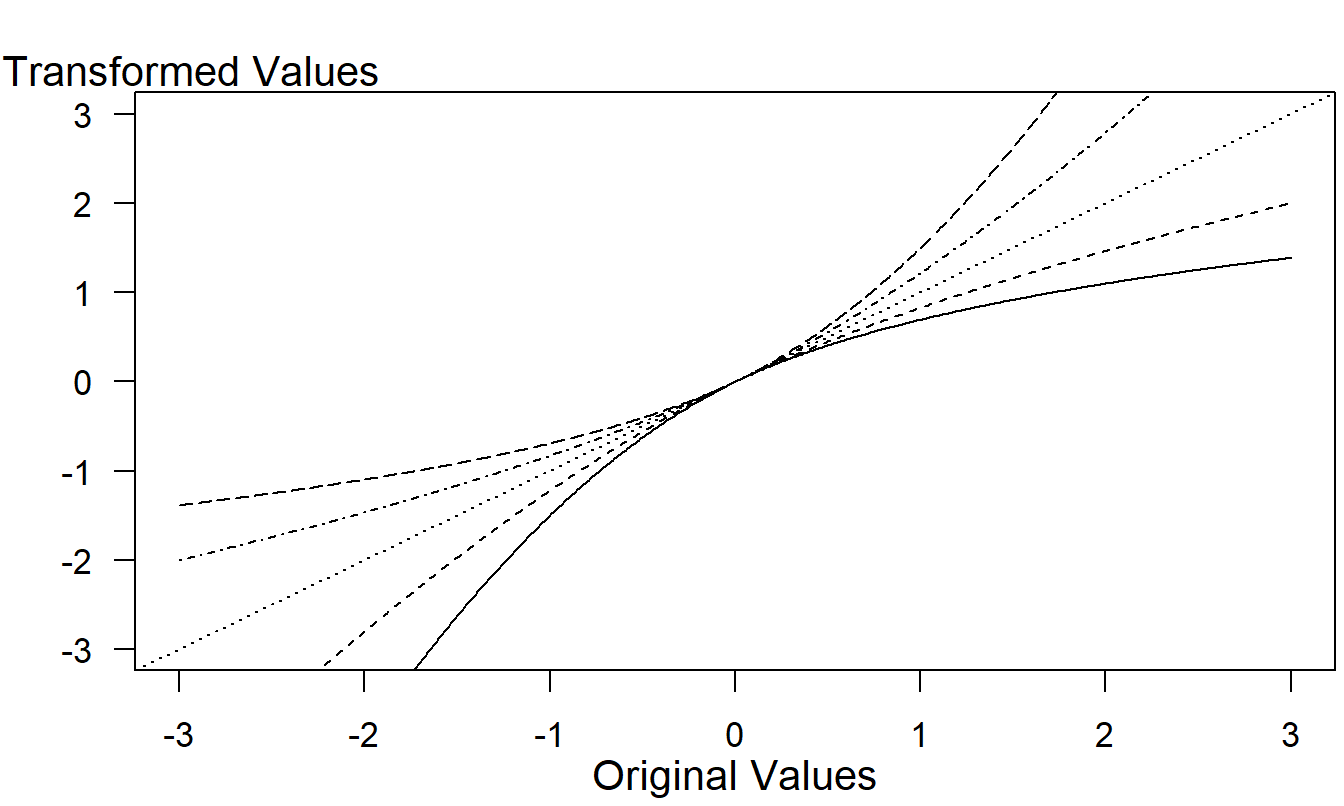 Transformed Values
3
2
1
0
-1
-2
-3
-3 -2 -1 0 1 2 3
Original Values